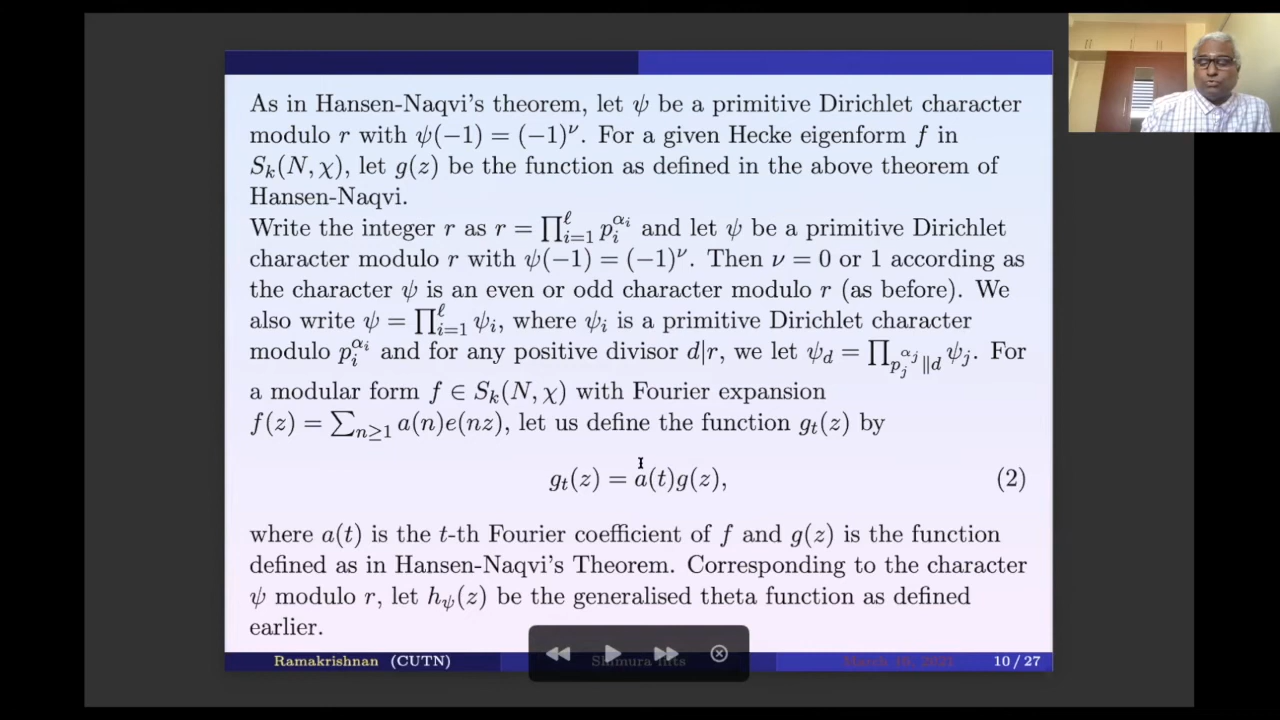 As in Hansen-Naqvi's theorem, let ψ be a primitive Dirichlet character
modulo r with ψ(−1) = (−1)^ν. For a given Hecke eigenform f in
S_k(N, χ), let g(z) be the function as defined in the above theorem of
Hansen-Naqvi.
Write the integer r as r = ∏_{i=1}^{ℓ} p_i^{α_i} and let ψ be a primitive Dirichlet
character modulo r with ψ(−1) = (−1)^ν. Then ν = 0 or 1 according as
the character ψ is an even or odd character modulo r (as before). We
also write ψ = ∏_{i=1}^{ℓ} ψ_i, where ψ_i is a primitive Dirichlet character
modulo p_i^{α_i} and for any positive divisor d|r, we let ψ_d = ∏_{p_j^{α_j}∥d} ψ_j. For
a modular form f ∈ S_k(N, χ) with Fourier expansion
f(z) = ∑_{n≥1} a(n)e(nz), let us define the function g_t(z) by
g_t(z) = a(t)g(z), (2)
where a(t) is the t-th Fourier coefficient of f and g(z) is the function
defined as in Hansen-Naqvi's Theorem. Corresponding to the character
ψ modulo r, let h_ψ(z) be the generalised theta function as defined
earlier.
Ramakrishnan (CUTN) Shimura lifts March 10, 2021 10 / 27